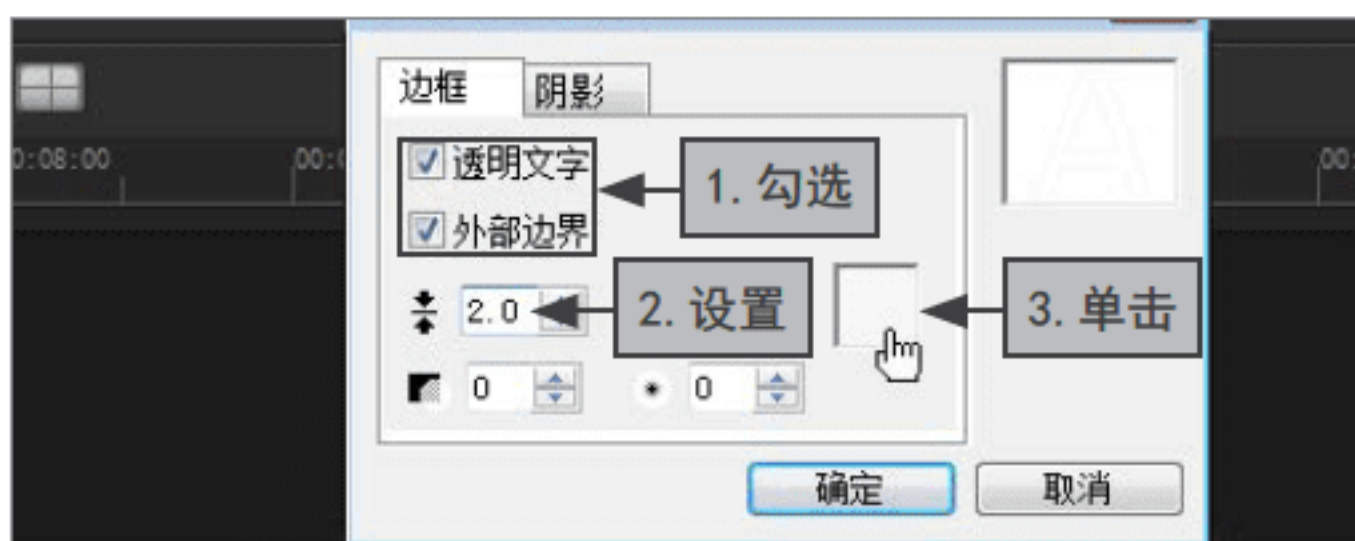 边框 阴影
0:08:00 00:0 00:
透明文字
1. 勾选
外部边界
2.0
2. 设置
3. 单击
0 0
确定 取消